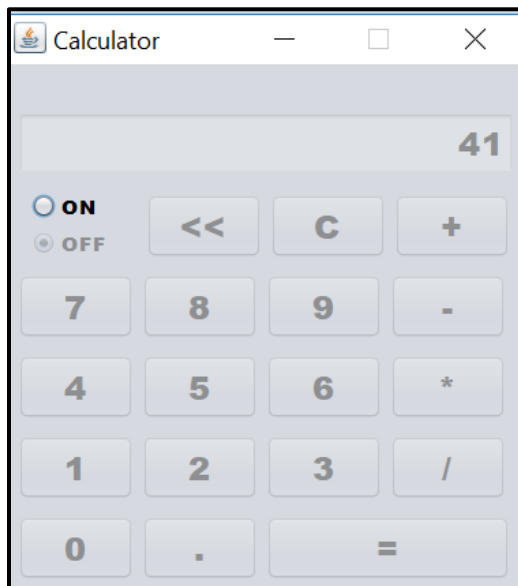 Calculator
41
ON
OFF
<< C +
7 8 9 -
4 5 6 *
1 2 3 /
0 . =